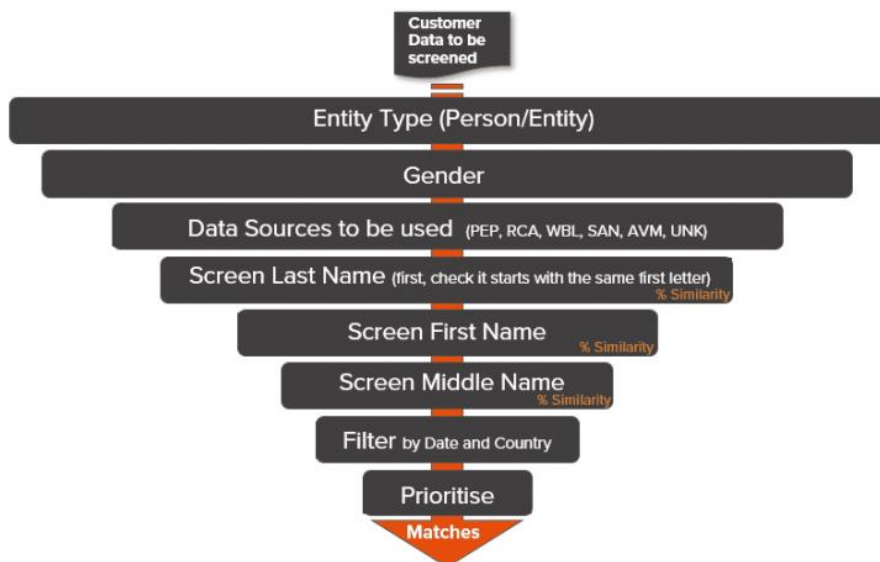 Customer
Data to be
screened
Entity Type (Person/Entity)
Gender
Data Sources to be used (PEP, RCA, WBL, SAN, AVM, UNK)
Screen Last Name (first, check it starts with the same first letter)
% Similarity
Screen First Name
% Similarity
Screen Middle Name
% Similarity
Filter by Date and Country
Prioritise
Matches